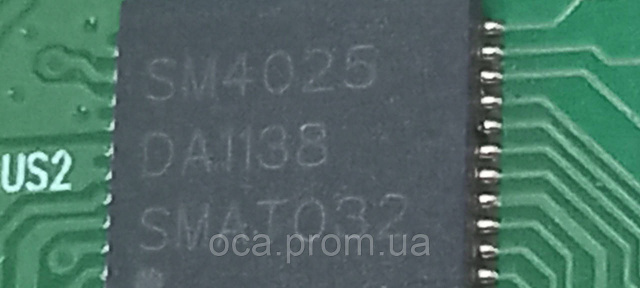 SM4025
DA1138
US2
SMAT032
oca.prom.ua